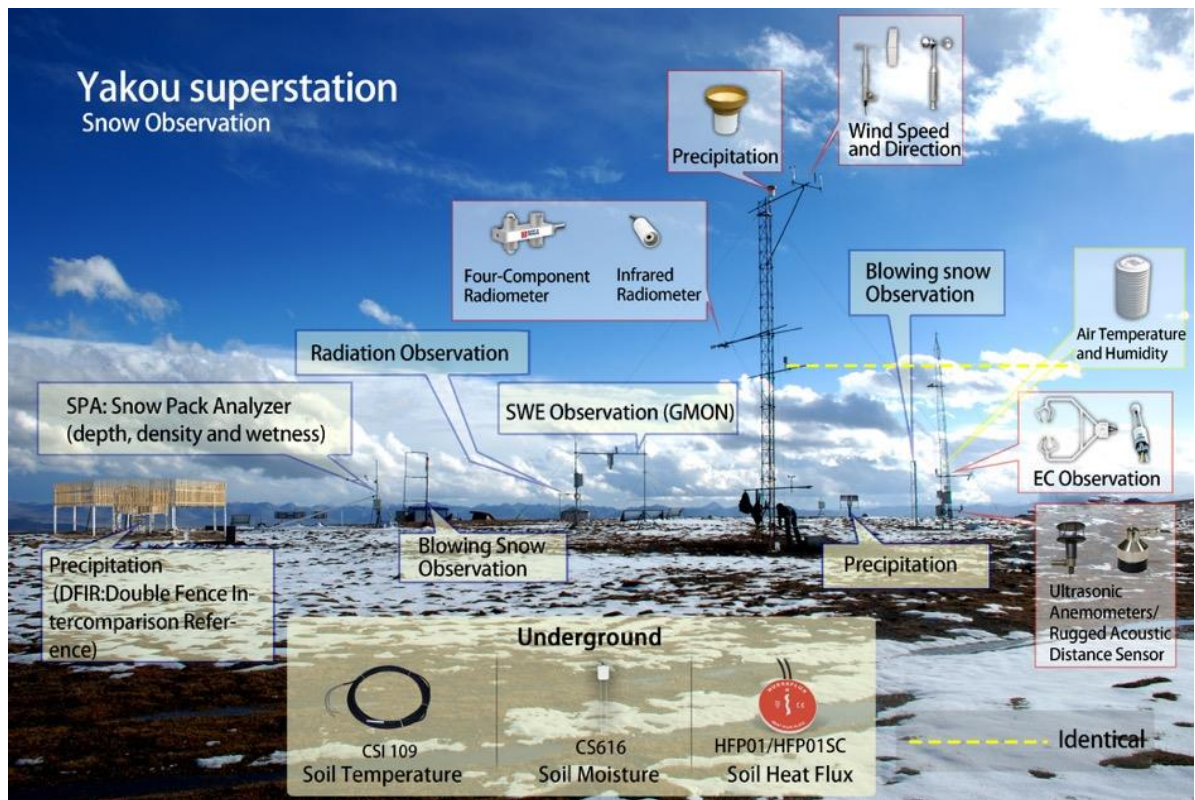 Yakou superstation
Snow Observation
Wind Speed
and Direction
Precipitation
Four-Component
Radiometer
Infrared
Radiometer
Blowing snow
Observation
Air Temperature
and Humidity
Radiation Observation
SPA: Snow Pack Analyzer
(depth, density and wetness)
SWE Observation (GMON)
EC Observation
Precipitation
(DFIR:Double Fence In-
tercomparison Refer-
ence)
Blowing Snow
Observation
Precipitation
Ultrasonic
Anemometers/
Rugged Acoustic
Distance Sensor
Underground
HUKSEFLUX
CSI 109
Soil Temperature
CS616
Soil Moisture
HFP01/HFP01SC
Soil Heat Flux
Identical